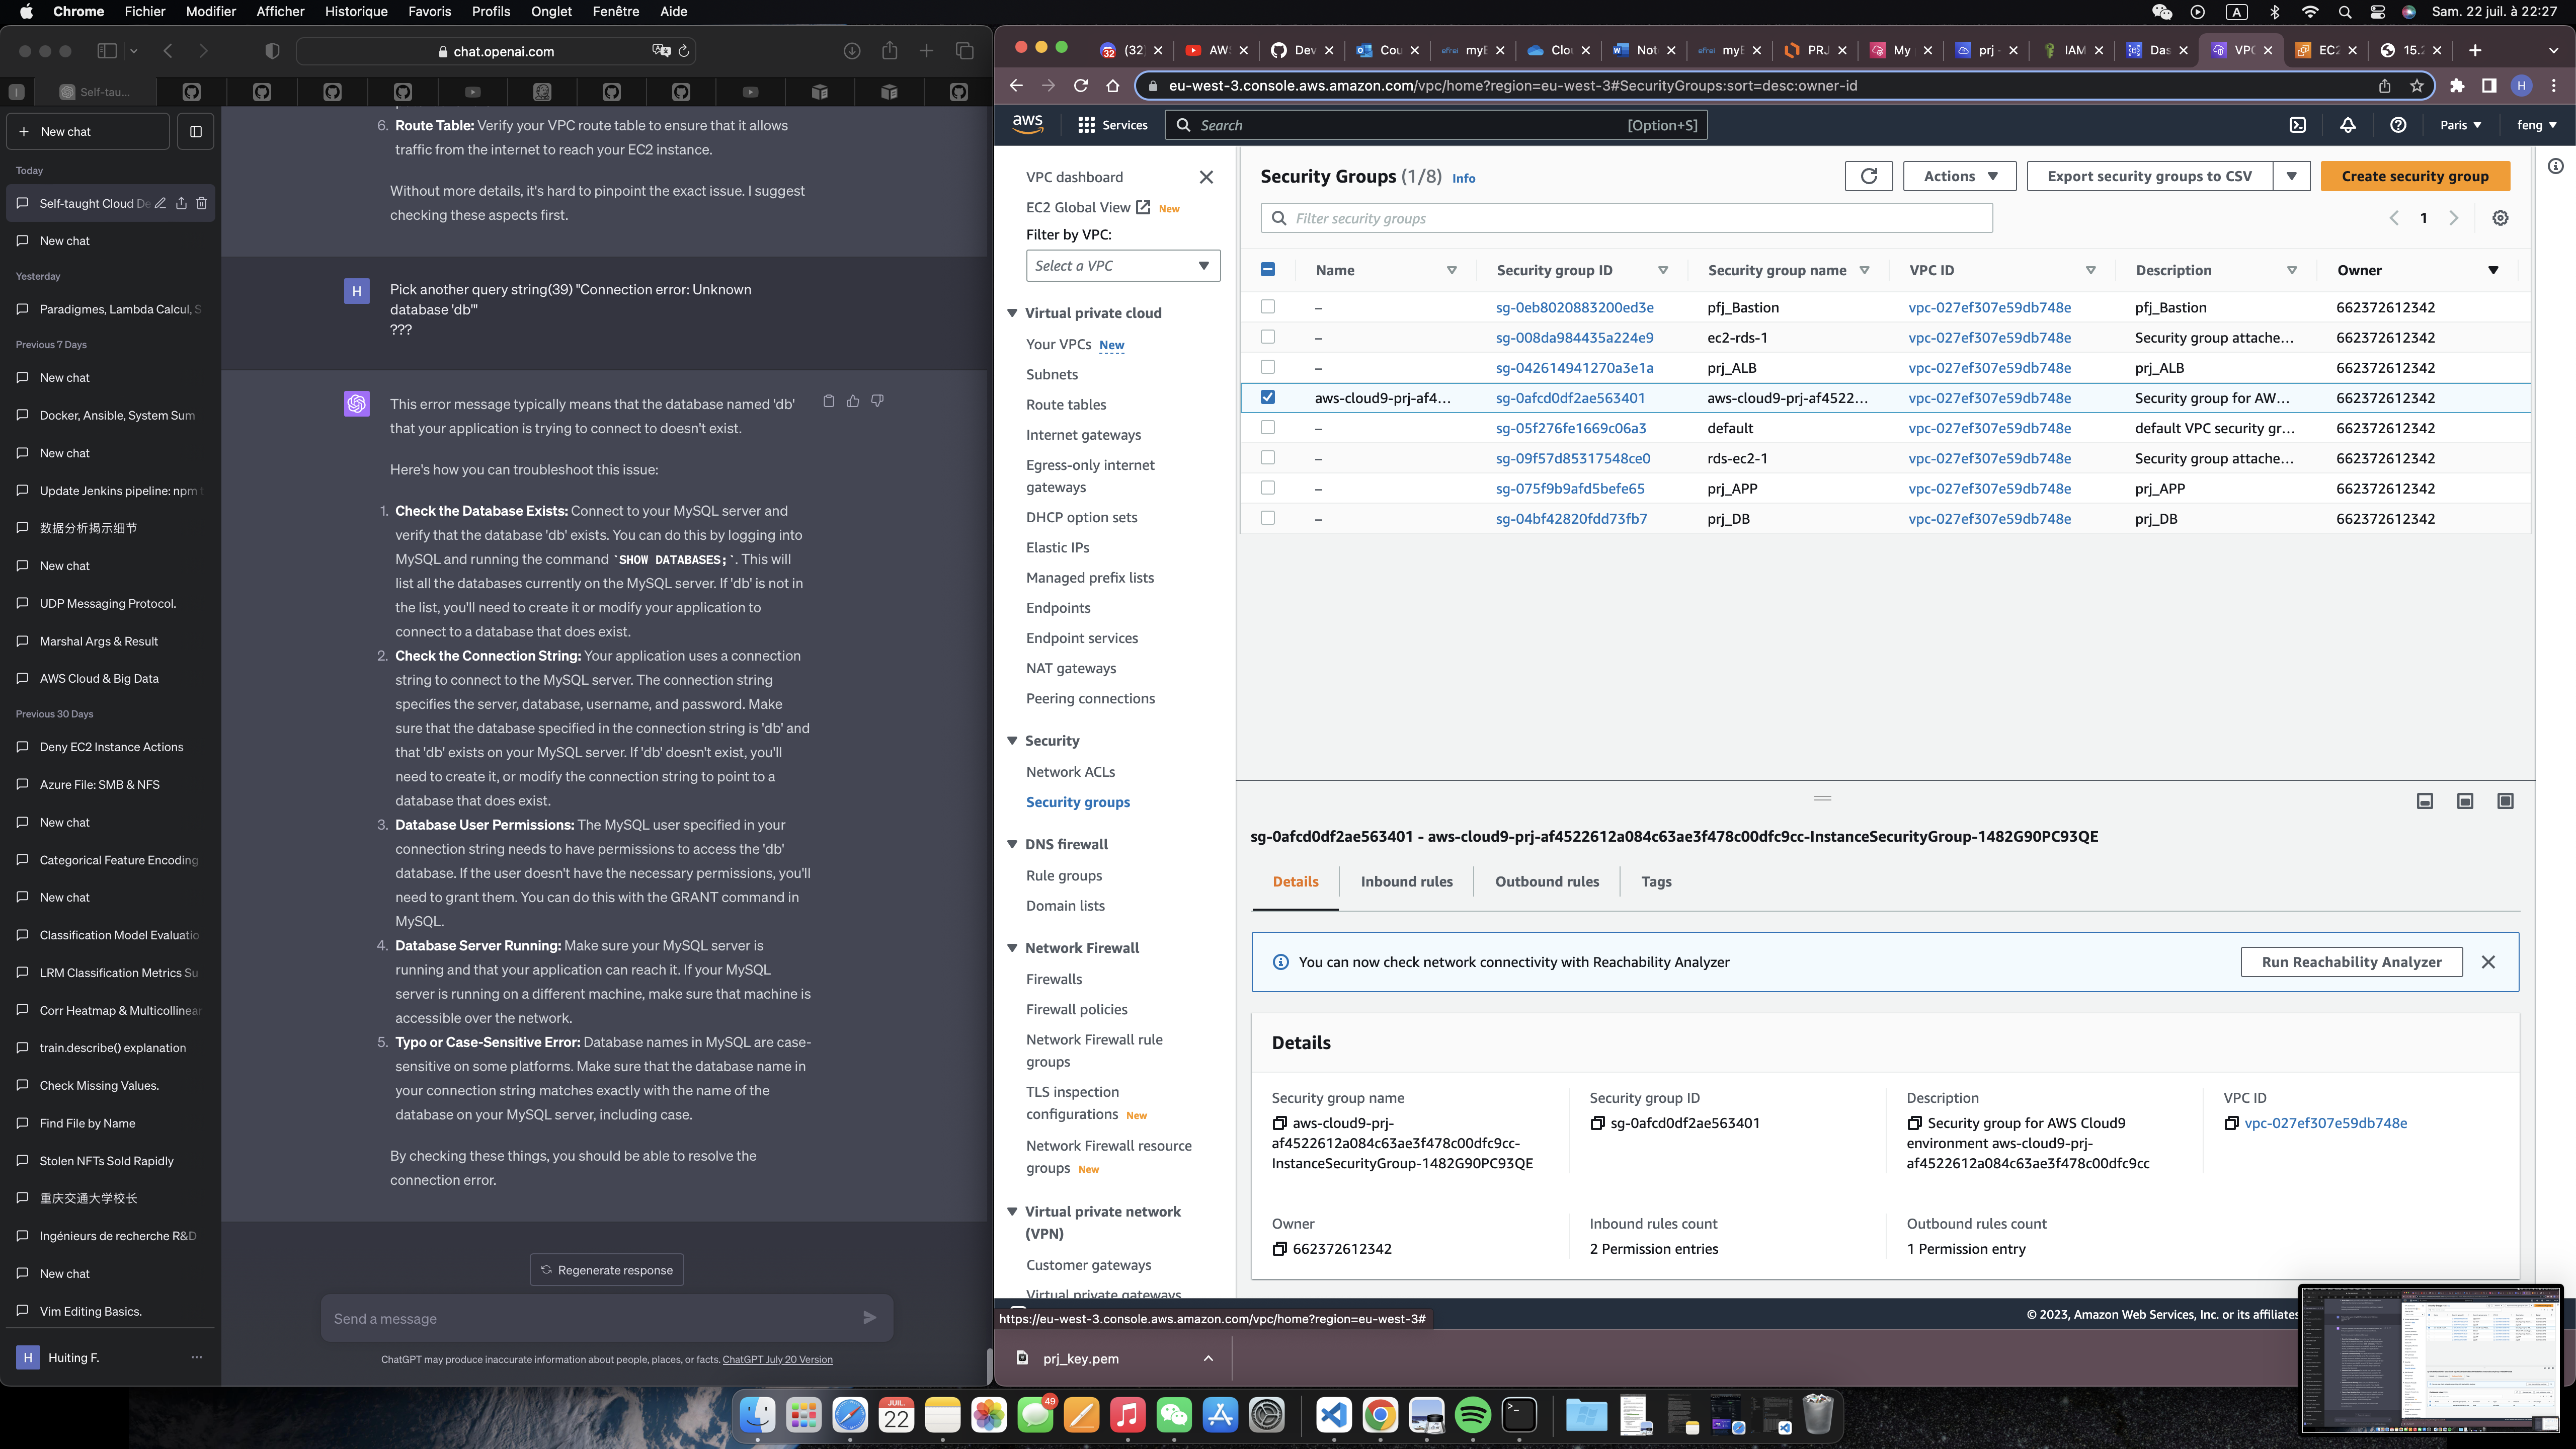 Chrome Fichier Modifier Afficher Historique Favoris Profils Onglet Fenêtre Aide
A
Sam. 22 juil. à 22:27
chat.openai.com
Self-tau...
New chat
Today
Self-taught Cloud De
New chat
Yesterday
Paradigmes, Lambda Calcul, S
Previous 7 Days
New chat
Docker, Ansible, System Sum
New chat
Update Jenkins pipeline: npm
数据分析揭示细节
New chat
UDP Messaging Protocol.
Marshal Args & Result
AWS Cloud & Big Data
Previous 30 Days
Deny EC2 Instance Actions
Azure File: SMB & NFS
New chat
Categorical Feature Encoding
New chat
Classification Model Evaluatio
LRM Classification Metrics Su
Corr Heatmap & Multicollinear
train.describe() explanation
Check Missing Values.
Find File by Name
Stolen NFTs Sold Rapidly
重庆交通大学校长
Ingénieurs de recherche R&D
New chat
Vim Editing Basics.
H Huiting F. ...
6. Route Table: Verify your VPC route table to ensure that it allows
traffic from the internet to reach your EC2 instance.
Without more details, it's hard to pinpoint the exact issue. I suggest
checking these aspects first.
H
Pick another query string(39) "Connection error: Unknown
database 'db'"
???
This error message typically means that the database named 'db'
that your application is trying to connect to doesn't exist.
Here's how you can troubleshoot this issue:
1. Check the Database Exists: Connect to your MySQL server and
verify that the database 'db' exists. You can do this by logging into
MySQL and running the command `SHOW DATABASES;`. This will
list all the databases currently on the MySQL server. If 'db' is not in
the list, you'll need to create it or modify your application to
connect to a database that does exist.
2. Check the Connection String: Your application uses a connection
string to connect to the MySQL server. The connection string
specifies the server, database, username, and password. Make
sure that the database specified in the connection string is 'db' and
that 'db' exists on your MySQL server. If 'db' doesn't exist, you'll
need to create it, or modify the connection string to point to a
database that does exist.
3. Database User Permissions: The MySQL user specified in your
connection string needs to have permissions to access the 'db'
database. If the user doesn't have the necessary permissions, you'll
need to grant them. You can do this with the GRANT command in
MySQL.
4. Database Server Running: Make sure your MySQL server is
running and that your application can reach it. If your MySQL
server is running on a different machine, make sure that machine is
accessible over the network.
5. Typo or Case-Sensitive Error: Database names in MySQL are case-
sensitive on some platforms. Make sure that the database name in
your connection string matches exactly with the name of the
database on your MySQL server, including case.
By checking these things, you should be able to resolve the
connection error.
Regenerate response
Send a message
ChatGPT may produce inaccurate information about people, places, or facts. ChatGPT July 20 Version
32 (32) AWS Dev Cou efrei myE Clou Not efrei myE PRJ My prj IAM Das VPC EC2 15.2
eu-west-3.console.aws.amazon.com/vpc/home?region=eu-west-3#SecurityGroups:sort=desc:owner-id
H
aws Services Search [Option+S] Paris feng
VPC dashboard
EC2 Global View New
Filter by VPC:
Select a VPC
Virtual private cloud
Your VPCs New
Subnets
Route tables
Internet gateways
Egress-only internet
gateways
DHCP option sets
Elastic IPs
Managed prefix lists
Endpoints
Endpoint services
NAT gateways
Peering connections
Security
Network ACLs
Security groups
DNS firewall
Rule groups
Domain lists
Network Firewall
Firewalls
Firewall policies
Network Firewall rule
groups
TLS inspection
configurations New
Network Firewall resource
groups New
Virtual private network
(VPN)
Customer gateways
Virtual private gateways
Security Groups (1/8) Info
Actions
Export security groups to CSV
Create security group
Filter security groups
1
Name Security group ID Security group name VPC ID Description Owner
– sg-0eb8020883200ed3e pfj_Bastion vpc-027ef307e59db748e pfj_Bastion 662372612342
– sg-008da984435a224e9 ec2-rds-1 vpc-027ef307e59db748e Security group attache... 662372612342
– sg-042614941270a3e1a prj_ALB vpc-027ef307e59db748e prj_ALB 662372612342
aws-cloud9-prj-af4... sg-0afcd0df2ae563401 aws-cloud9-prj-af4522... vpc-027ef307e59db748e Security group for AW... 662372612342
– sg-05f276fe1669c06a3 default vpc-027ef307e59db748e default VPC security gr... 662372612342
– sg-09f57d85317548ce0 rds-ec2-1 vpc-027ef307e59db748e Security group attache... 662372612342
– sg-075f9b9afd5befe65 prj_APP vpc-027ef307e59db748e prj_APP 662372612342
– sg-04bf42820fdd73fb7 prj_DB vpc-027ef307e59db748e prj_DB 662372612342
sg-0afcd0df2ae563401 - aws-cloud9-prj-af4522612a084c63ae3f478c00dfc9cc-InstanceSecurityGroup-1482G90PC93QE
Details Inbound rules Outbound rules Tags
You can now check network connectivity with Reachability Analyzer
Run Reachability Analyzer
Details
Security group name
aws-cloud9-prj-
af4522612a084c63ae3f478c00dfc9cc-
InstanceSecurityGroup-1482G90PC93QE
Security group ID
sg-0afcd0df2ae563401
Description
Security group for AWS Cloud9
environment aws-cloud9-prj-
af4522612a084c63ae3f478c00dfc9cc
VPC ID
vpc-027ef307e59db748e
Owner
662372612342
Inbound rules count
2 Permission entries
Outbound rules count
1 Permission entry
© 2023, Amazon Web Services, Inc. or its affiliates
https://eu-west-3.console.aws.amazon.com/vpc/home?region=eu-west-3#
prj_key.pem
JUIL.
22
49